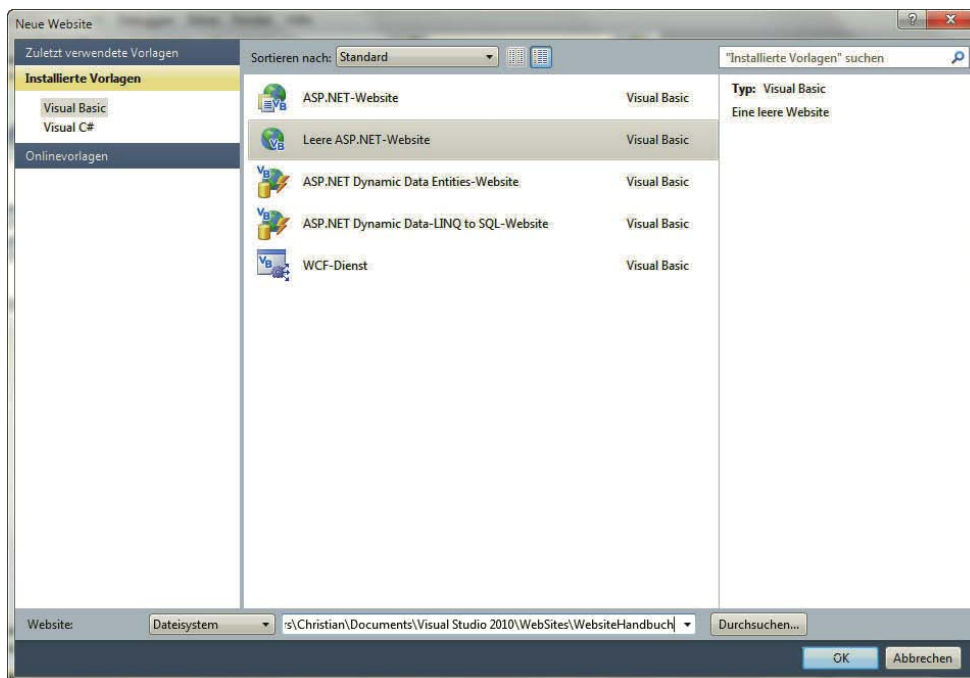 Neue Website
Zuletzt verwendete Vorlagen
Installierte Vorlagen
Visual Basic
Visual C#
Onlinevorlagen
Sortieren nach: Standard
ASP.NET-Website Visual Basic
Leere ASP.NET-Website Visual Basic
ASP.NET Dynamic Data Entities-Website Visual Basic
ASP.NET Dynamic Data-LINQ to SQL-Website Visual Basic
WCF-Dienst Visual Basic
"Installierte Vorlagen" suchen
Typ: Visual Basic
Eine leere Website
Website: Dateisystem s\Christian\Documents\Visual Studio 2010\WebSites\WebsiteHandbuch Durchsuchen...
OK Abbrechen